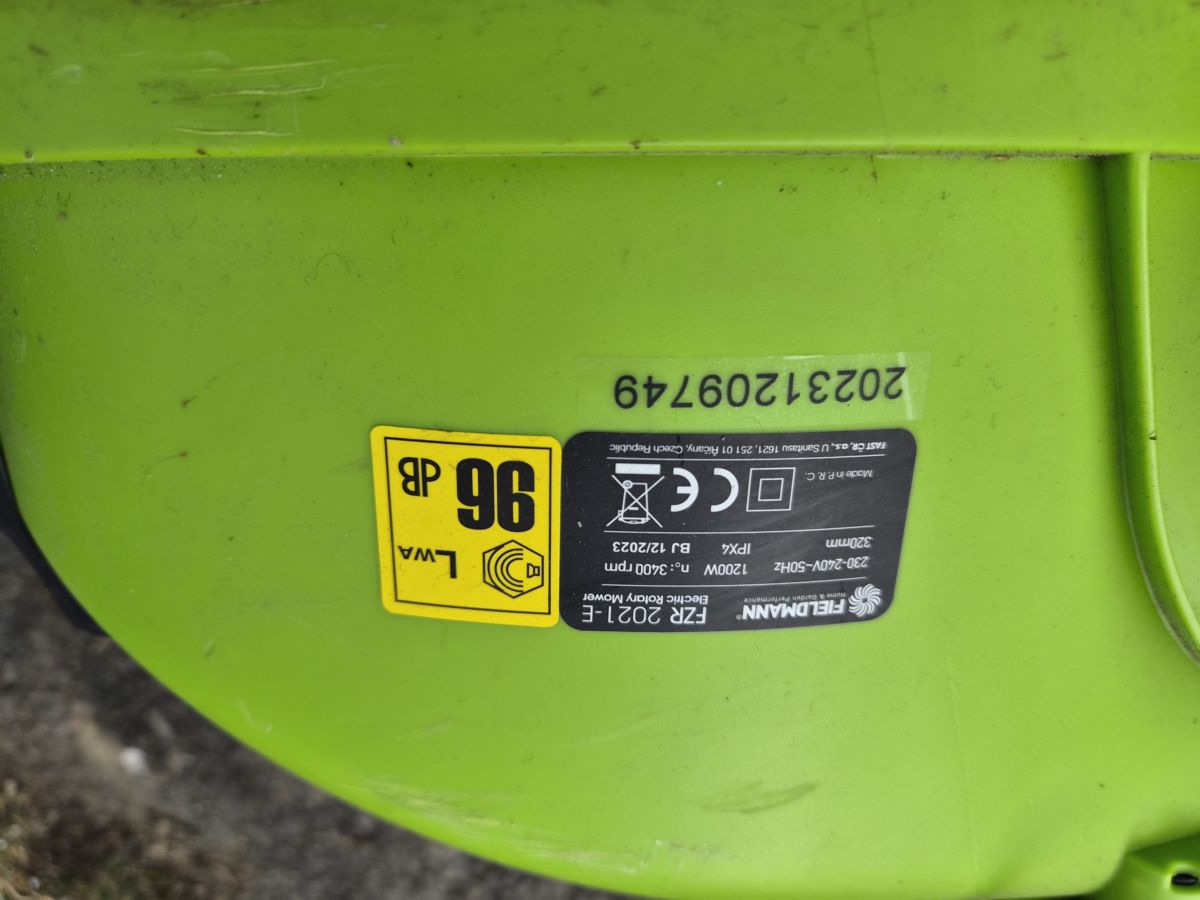 FIELDMANN®
Home & Garden Performance
FZR 2021-E
Electric Rotary Mower
230-240V~50Hz 1200W n₀: 3400 rpm
320mm IPX4 BJ 12/2023
CE
Made in P. R. C.
FAST ČR, a.s., U Sanitasu 1621, 251 01 Říčany, Czech Republic
LWA
96 dB
20231209749